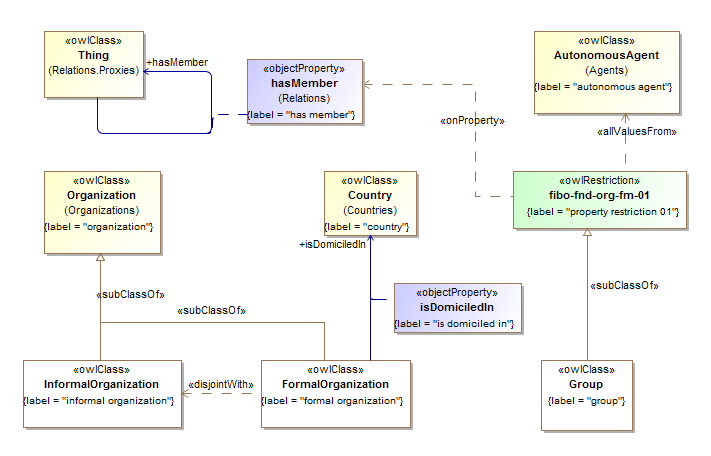 «owlClass»
Thing
(Relations.Proxies)
+hasMember
«objectProperty»
hasMember
(Relations)
{label = "has member"}
«owlClass»
AutonomousAgent
(Agents)
{label = "autonomous agent"}
«onProperty»
«allValuesFrom»
«owlClass»
Organization
(Organizations)
{label = "organization"}
«owlClass»
Country
(Countries)
{label = "country"}
«owlRestriction»
fibo-fnd-org-fm-01
{label = "property restriction 01"}
+isDomiciledIn
«subClassOf»
«subClassOf»
«objectProperty»
isDomiciledIn
{label = "is domiciled in"}
«subClassOf»
«owlClass»
InformalOrganization
{label = "informal organization"}
«disjointWith»
«owlClass»
FormalOrganization
{label = "formal organization"}
«owlClass»
Group
{label = "group"}